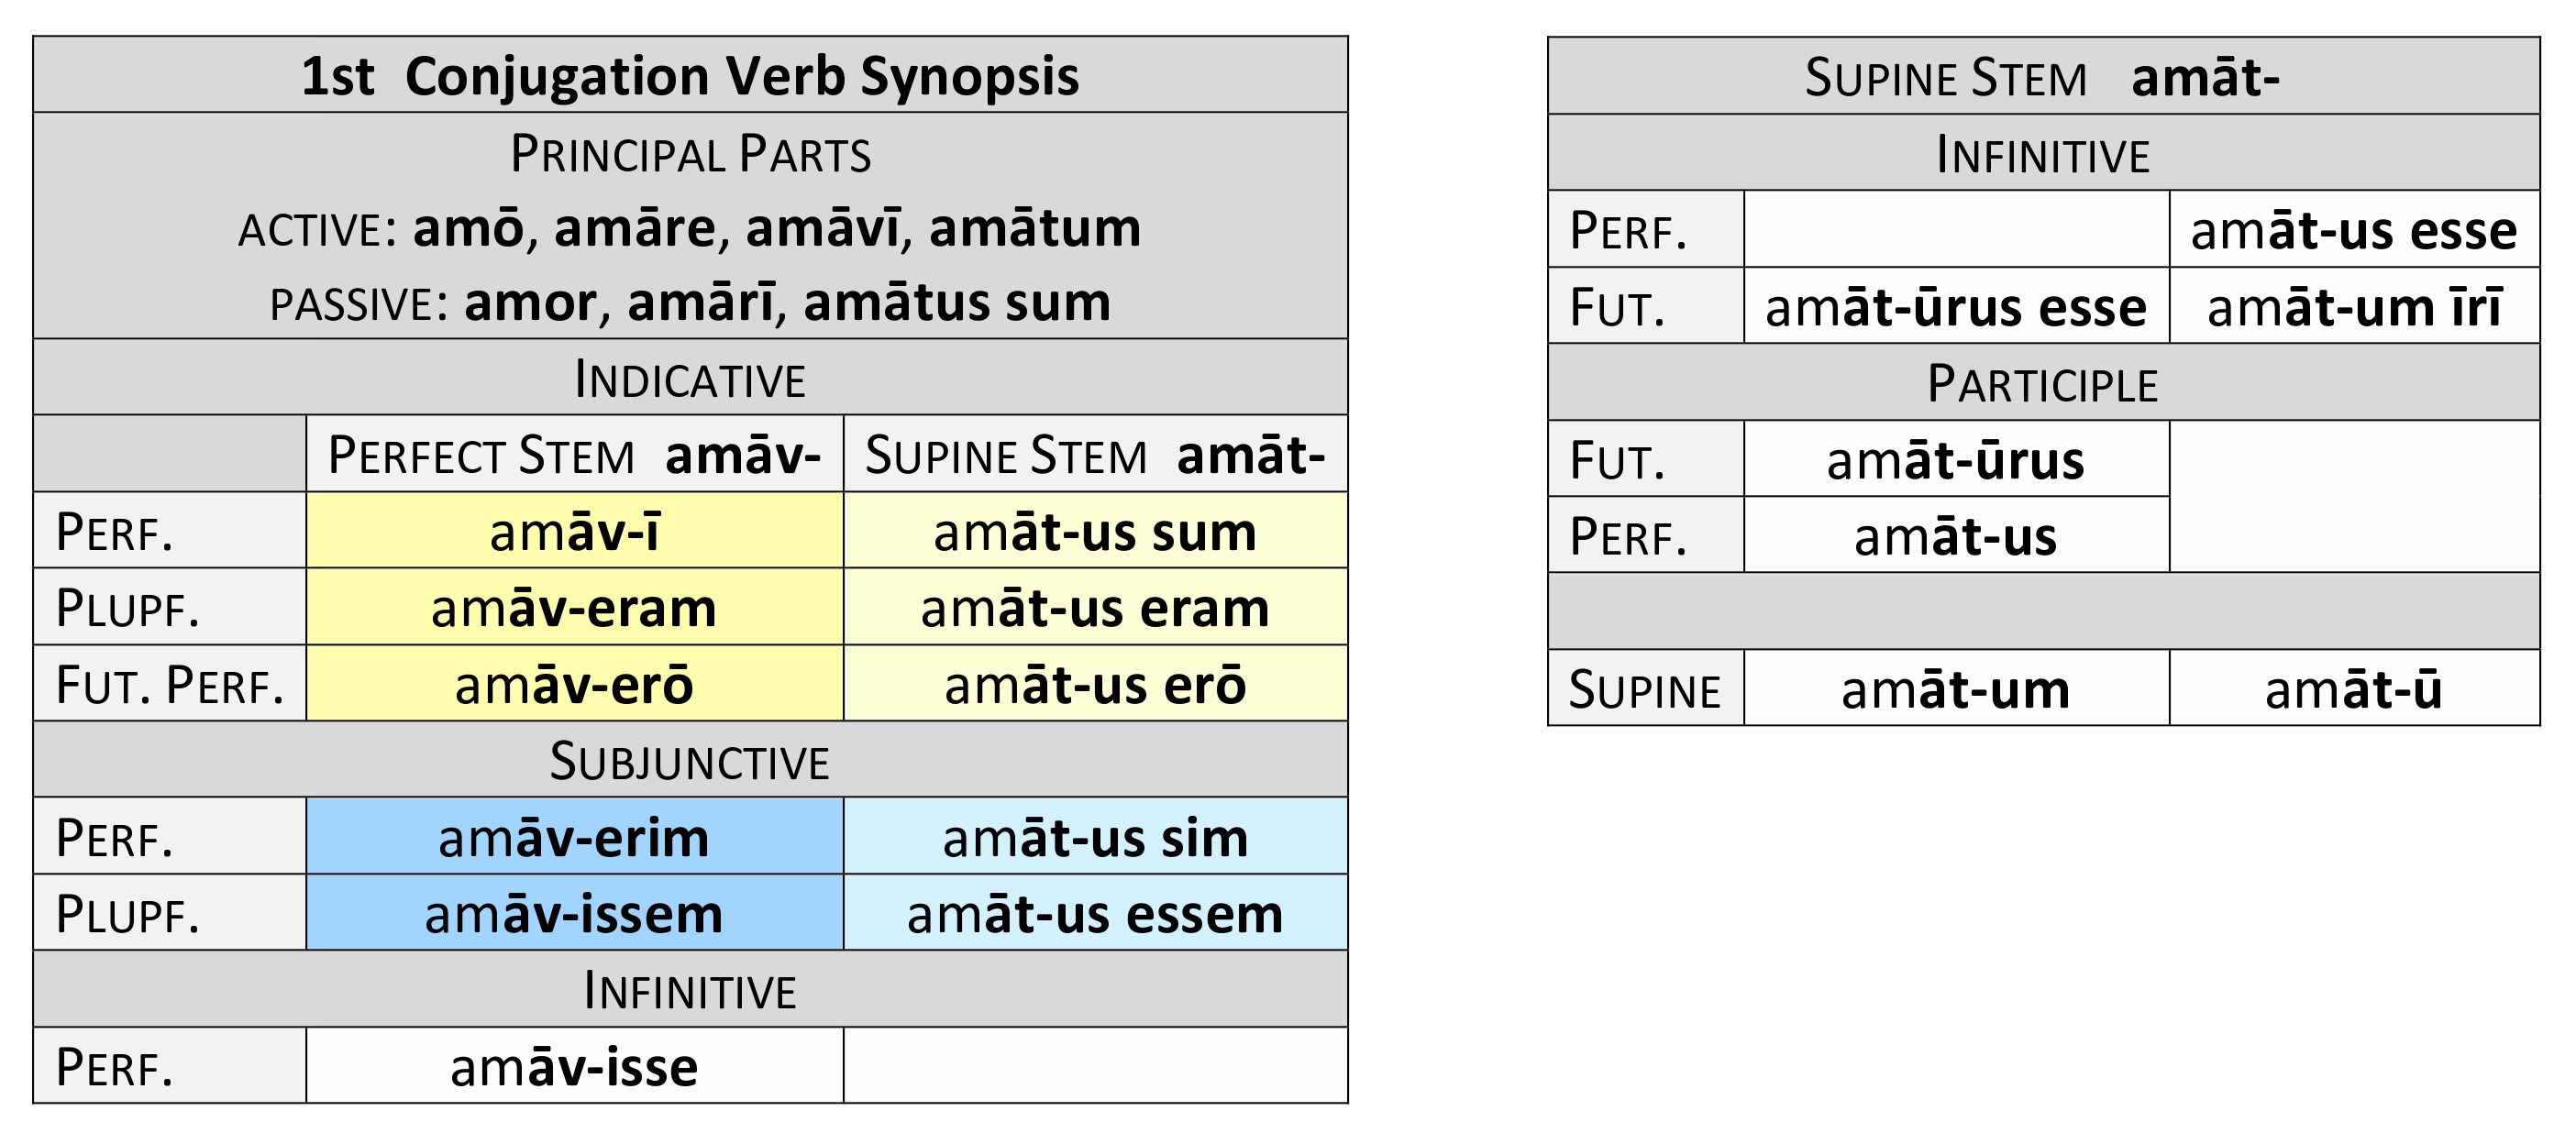 1st Conjugation Verb Synopsis
PRINCIPAL PARTS
ACTIVE: amō, amāre, amāvī, amātum
PASSIVE: amor, amārī, amātus sum
INDICATIVE
PERFECT STEM amāv- SUPINE STEM amāt-
PERF. amāv-ī amāt-us sum
PLUPF. amāv-eram amāt-us eram
FUT. PERF. amāv-erō amāt-us erō
SUBJUNCTIVE
PERF. amāv-erim amāt-us sim
PLUPF. amāv-issem amāt-us essem
INFINITIVE
PERF. amāv-isse
SUPINE STEM amāt-
INFINITIVE
PERF. amāt-us esse
FUT. amāt-ūrus esse amāt-um īrī
PARTICIPLE
FUT. amāt-ūrus
PERF. amāt-us
SUPINE amāt-um amāt-ū